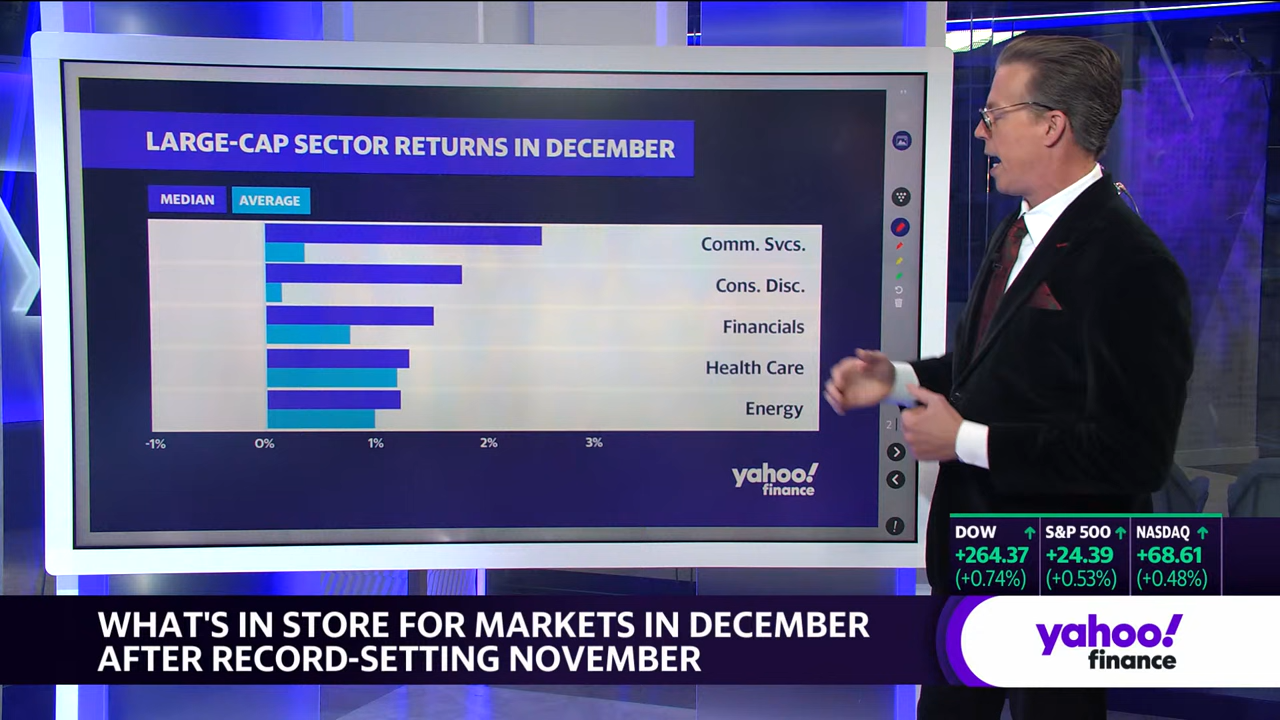 LARGE-CAP SECTOR RETURNS IN DECEMBER
MEDIAN AVERAGE
Comm. Svcs.
Cons. Disc.
Financials
Health Care
Energy
-1% 0% 1% 2% 3%
yahoo!
finance
2
DOW S&P 500 NASDAQ
+264.37 +24.39 +68.61
(+0.74%) (+0.53%) (+0.48%)
WHAT'S IN STORE FOR MARKETS IN DECEMBER
AFTER RECORD-SETTING NOVEMBER
yahoo!
finance